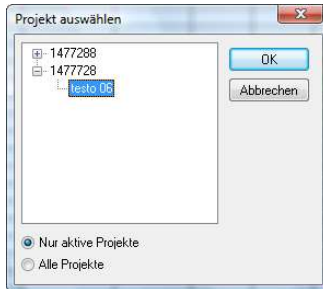 Projekt auswählen
1477288
1477728
testo 06
OK
Abbrechen
Nur aktive Projekte
Alle Projekte